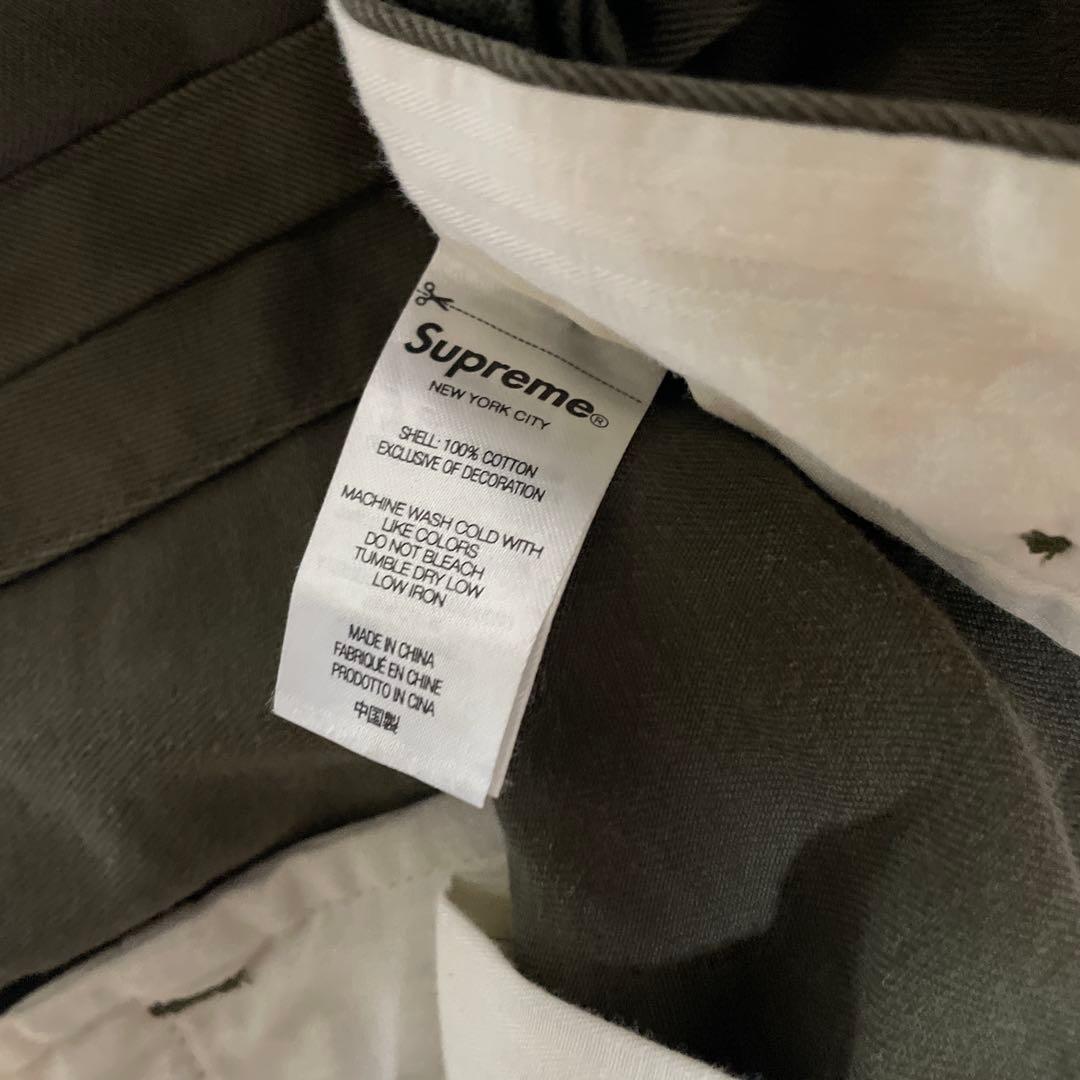 Supreme®
NEW YORK CITY
SHELL: 100% COTTON
EXCLUSIVE OF DECORATION
MACHINE WASH COLD WITH
LIKE COLORS
DO NOT BLEACH
TUMBLE DRY LOW
LOW IRON
MADE IN CHINA
FABRIQUÉ EN CHINE
PRODOTTO IN CINA
中国製